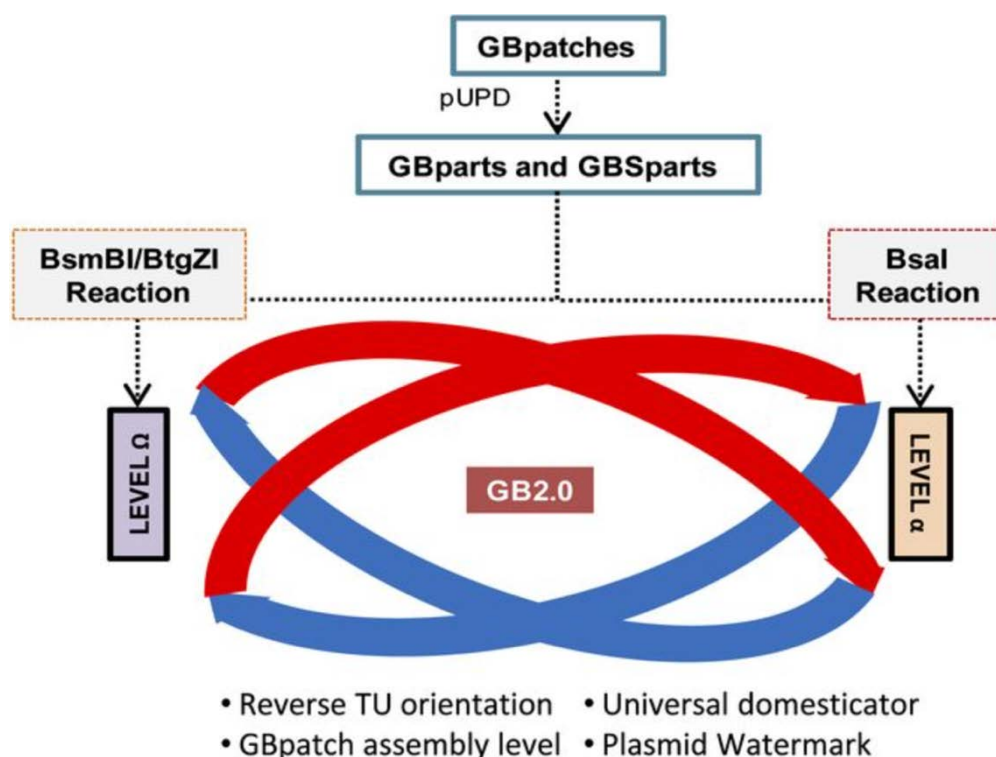 GBpatches
pUPD
GBparts and GBSparts
BsmBI/BtgZI
Reaction
BsaI
Reaction
LEVEL Ω
GB2.0
LEVEL α
• Reverse TU orientation
• Universal domesticator
• GBpatch assembly level
• Plasmid Watermark